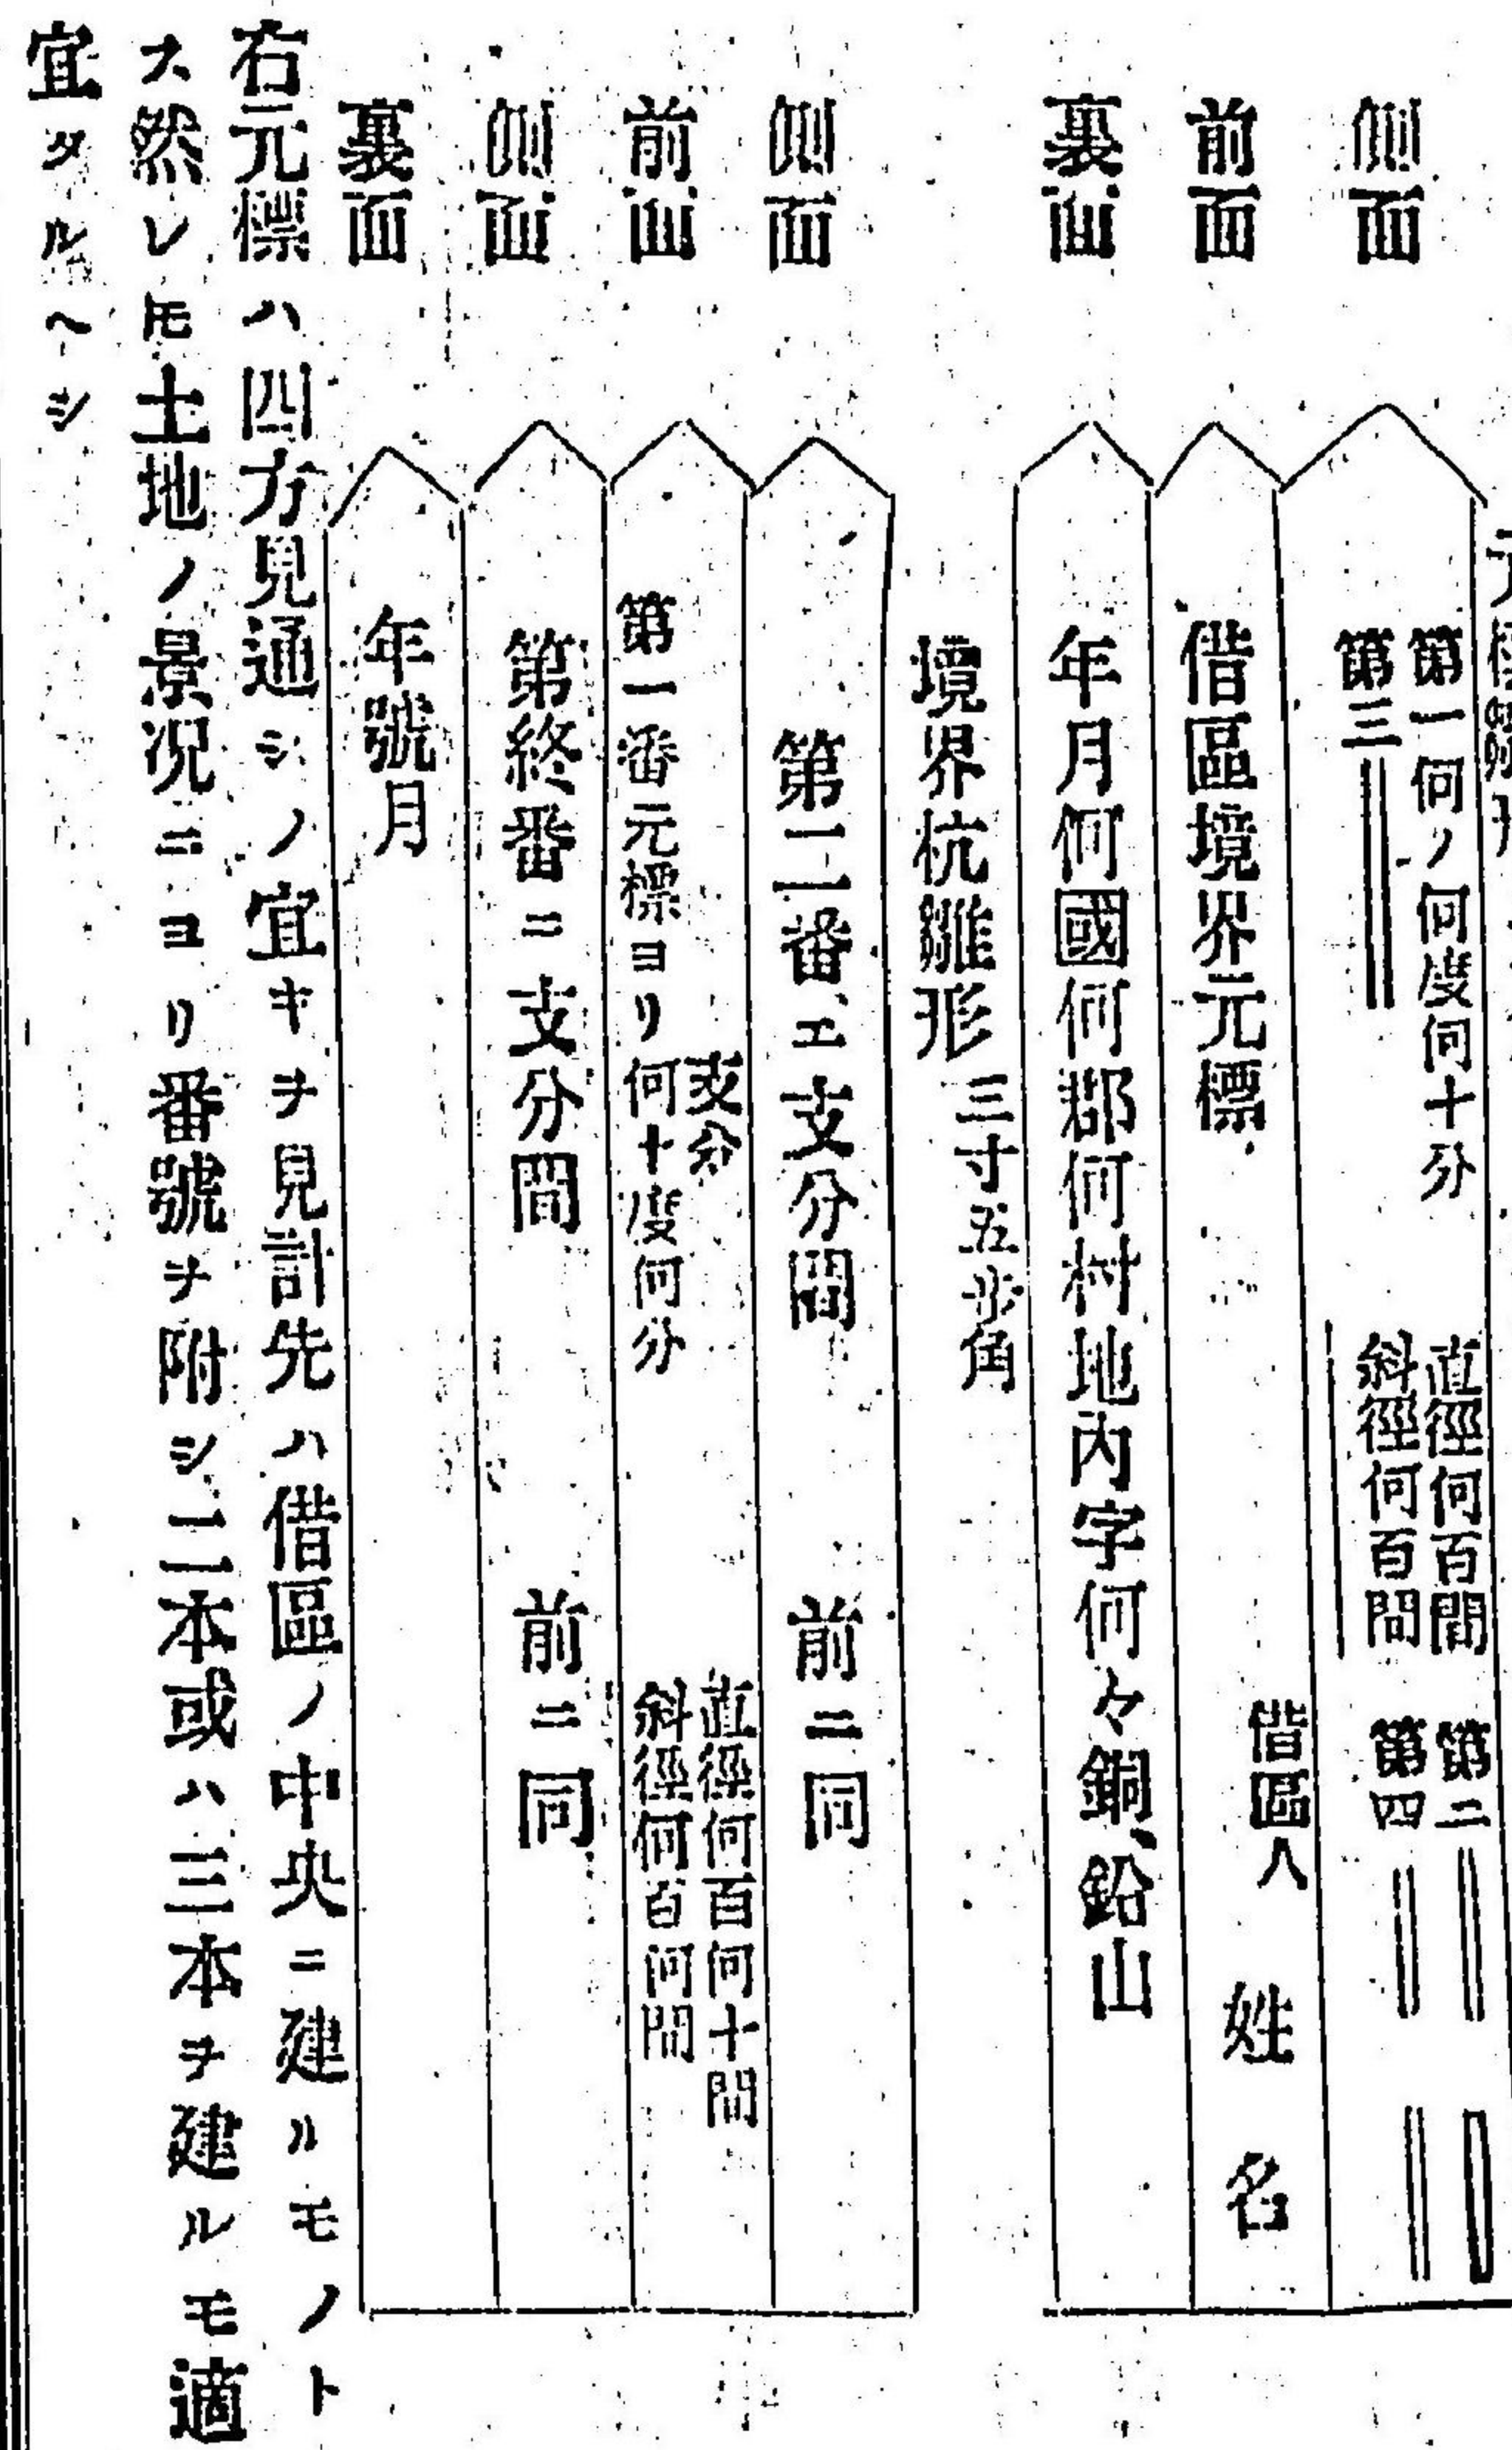 側面
第一何ノ何度何十分 直徑何百間 第二
第三 斜徑何百間 第四
前面
借區境界元標 借區人 姓名
裏面
年月何國何郡何村地內字何々銅、鉛山
境界杭雛形 三寸五步角
側面
第二番エ支分間 前ニ同
前面
支分 直徑何百何十間
第一番元標ヨリ何十度何分 斜徑何百何間
側面
第終番ニ支分間 前ニ同
裏面
年號月
右元標ハ四方見通シノ宜キヲ見計先ハ借區ノ中央ニ建ルモノト
ス然レ𪜈土地ノ景況ニヨリ番號ヲ附シ二本或ハ三本ヲ建ルモ適
宜タルヘシ